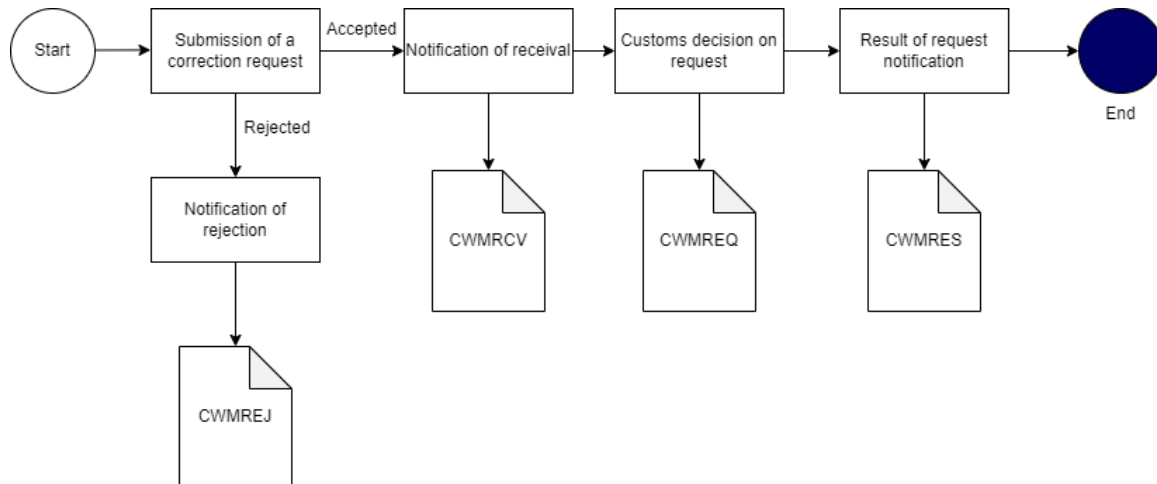 Start
Submission of a
correction request
Accepted
Notification of receival
Customs decision on
request
Result of request
notification
End
Rejected
Notification of
rejection
CWMRCV
CWMREQ
CWMRES
CWMREJ